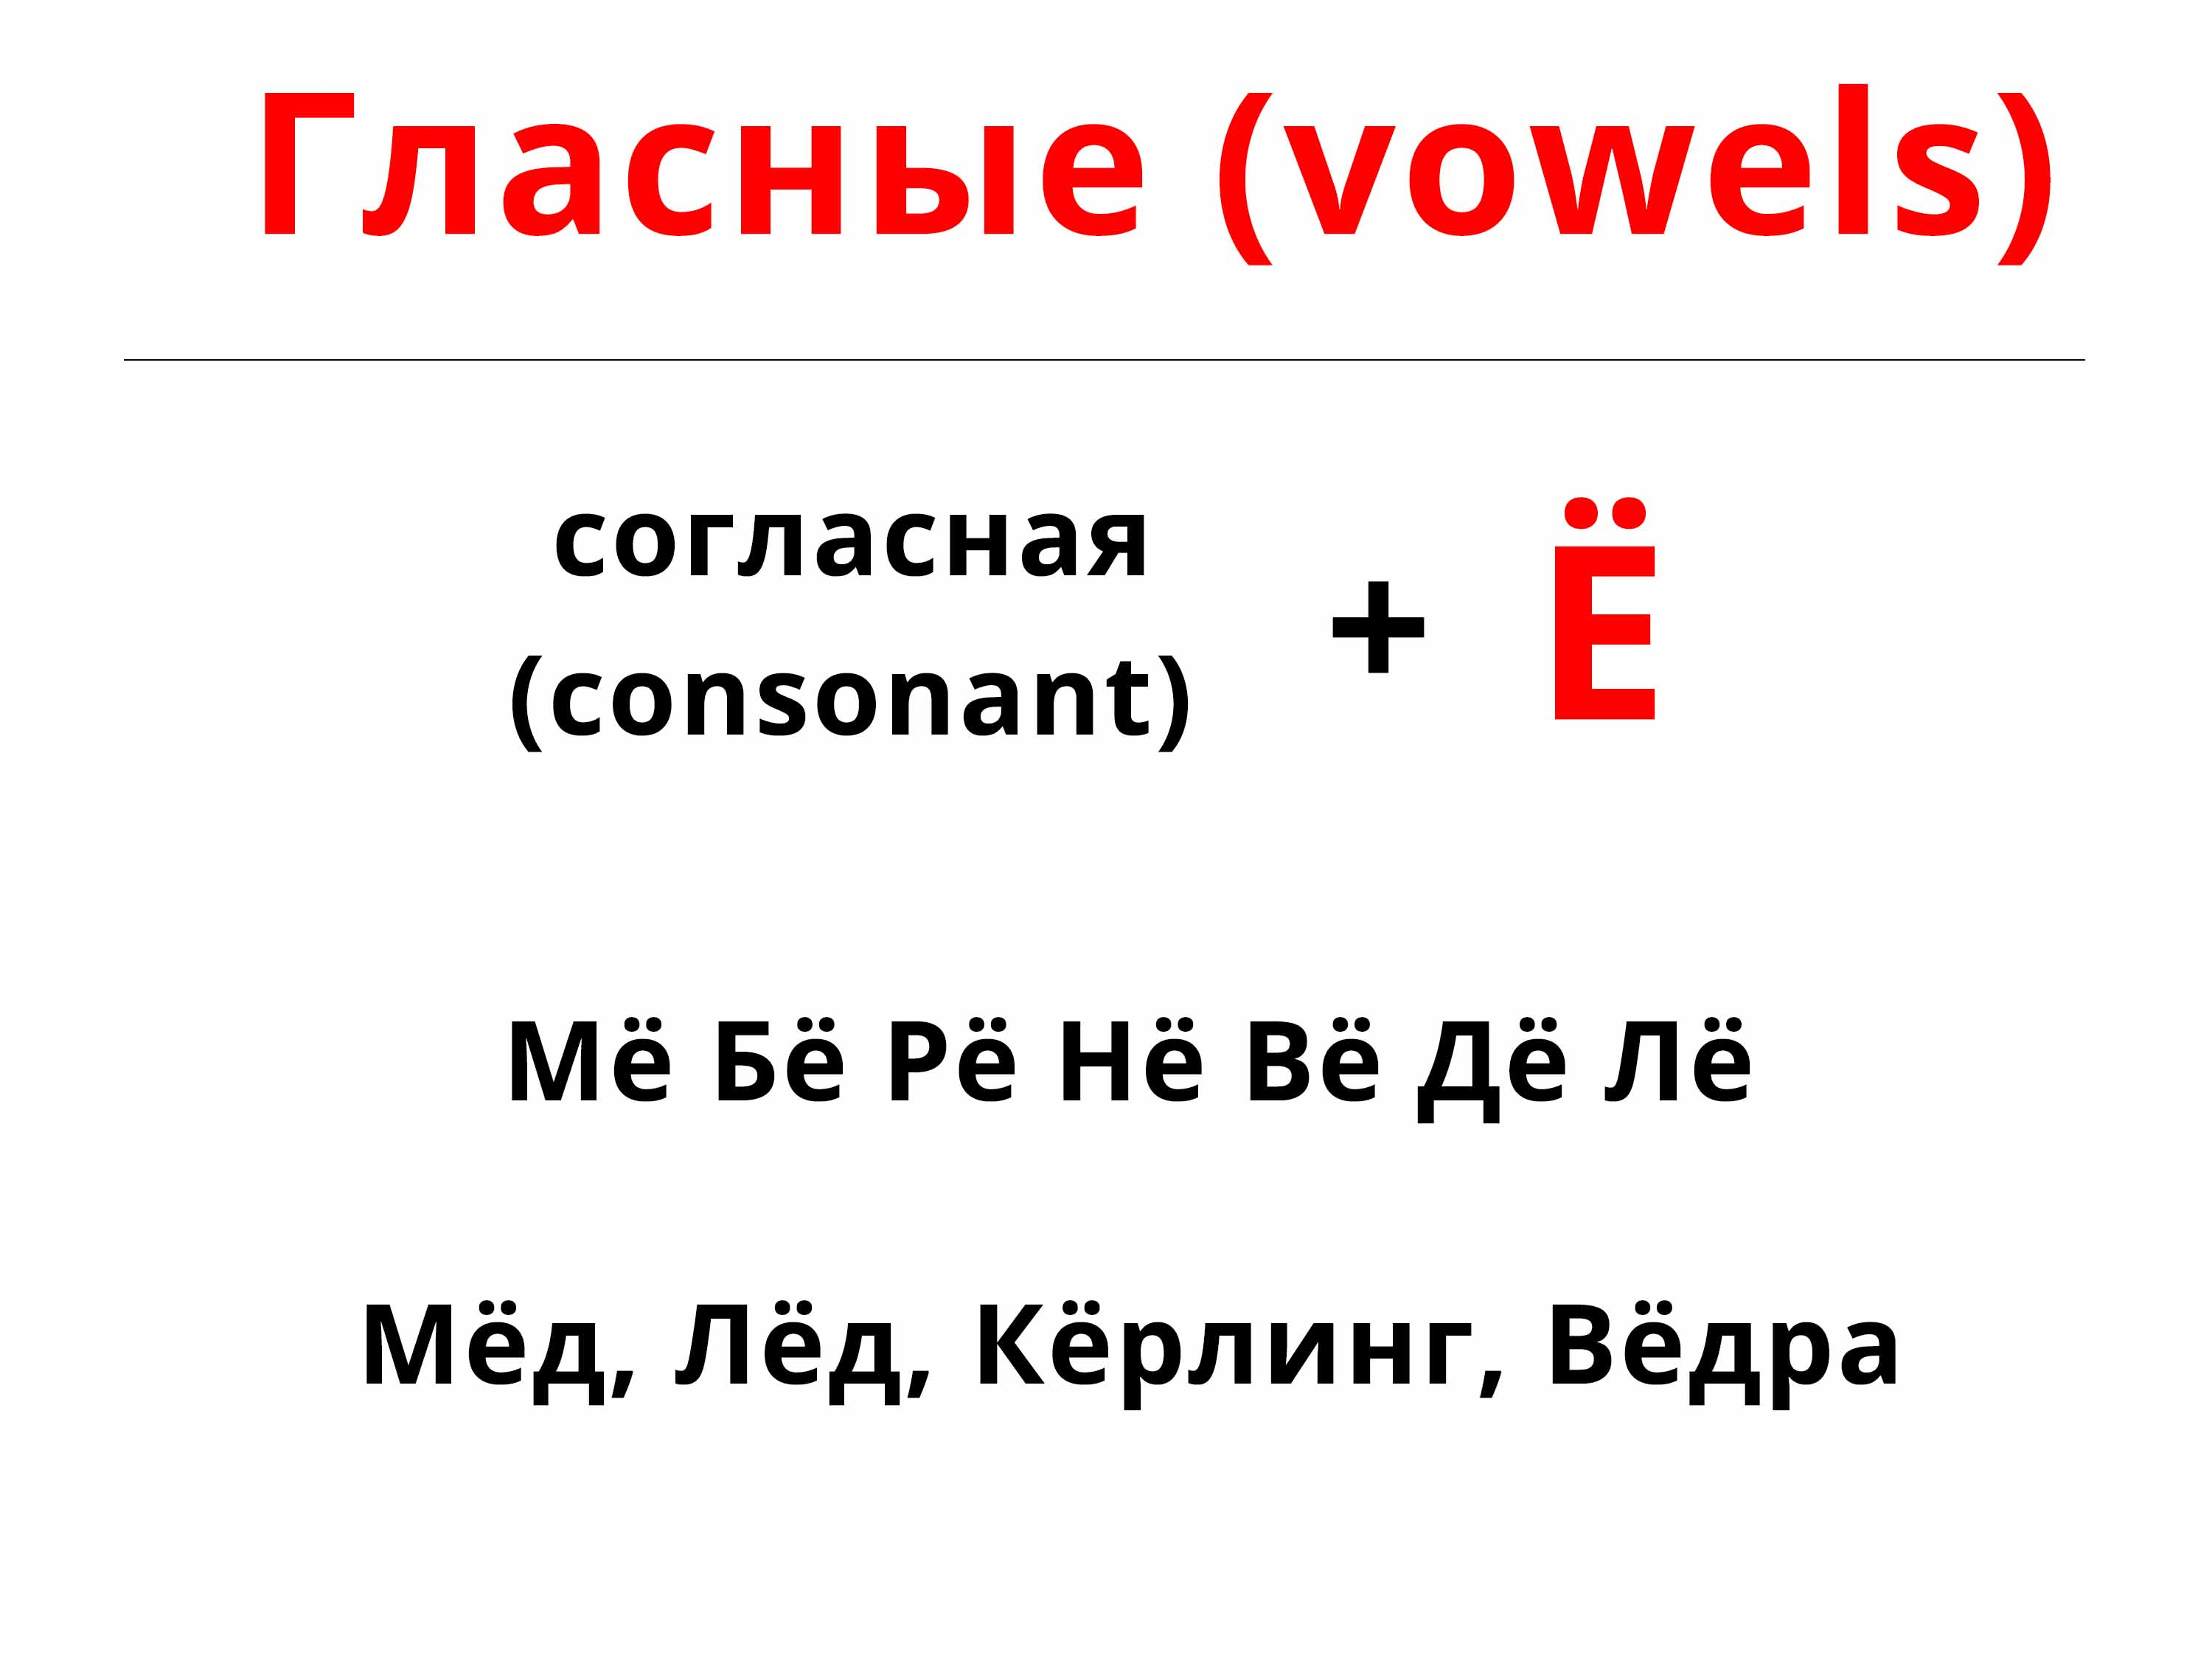 Гласные (vowels)
согласная
(consonant)
+ Ё
Мё Бё Рё Нё Вё Дё Лё
Мёд, Лёд, Кёрлинг, Вёдра